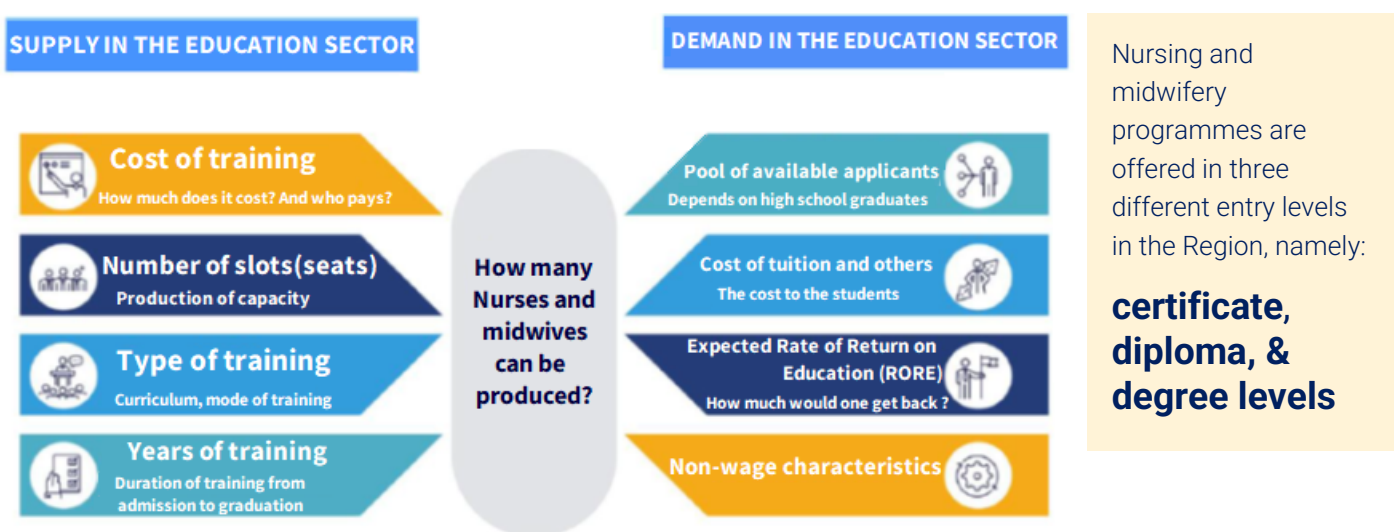 SUPPLY IN THE EDUCATION SECTOR
Cost of training
How much does it cost? And who pays?
Number of slots(seats)
Production of capacity
Type of training
Curriculum, mode of training
Years of training
Duration of training from
admission to graduation
How many
Nurses and
midwives
can be
produced?
DEMAND IN THE EDUCATION SECTOR
Pool of available applicants
Depends on high school graduates
Cost of tuition and others
The cost to the students
Expected Rate of Return on
Education (RORE)
How much would one get back ?
Non-wage characteristics
Nursing and
midwifery
programmes are
offered in three
different entry levels
in the Region, namely:
certificate,
diploma, &
degree levels